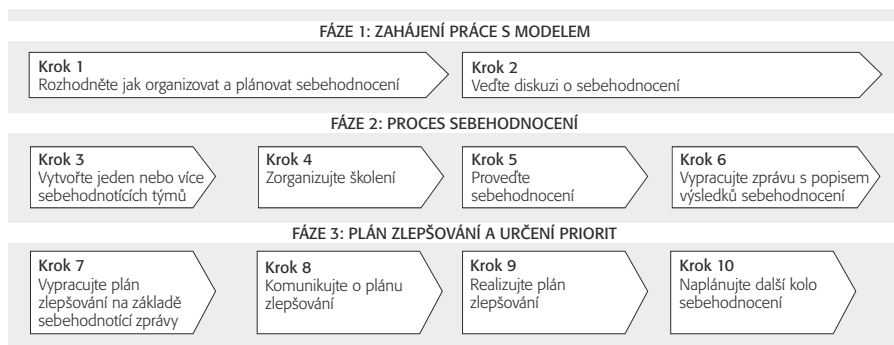 FÁZE 1: ZAHÁJENÍ PRÁCE S MODELEM
Krok 1
Rozhodněte jak organizovat a plánovat sebehodnocení
Krok 2
Veďte diskuzi o sebehodnocení
FÁZE 2: PROCES SEBEHODNOCENÍ
Krok 3
Vytvořte jeden nebo více
sebehodnotících týmů
Krok 4
Zorganizujte školení
Krok 5
Proveďte
sebehodnocení
Krok 6
Vypracujte zprávu s popisem
výsledků sebehodnocení
FÁZE 3: PLÁN ZLEPŠOVÁNÍ A URČENÍ PRIORIT
Krok 7
Vypracujte plán
zlepšování na základě
sebehodnotící zprávy
Krok 8
Komunikujte o plánu
zlepšování
Krok 9
Realizujte plán
zlepšování
Krok 10
Naplánujte další kolo
sebehodnocení